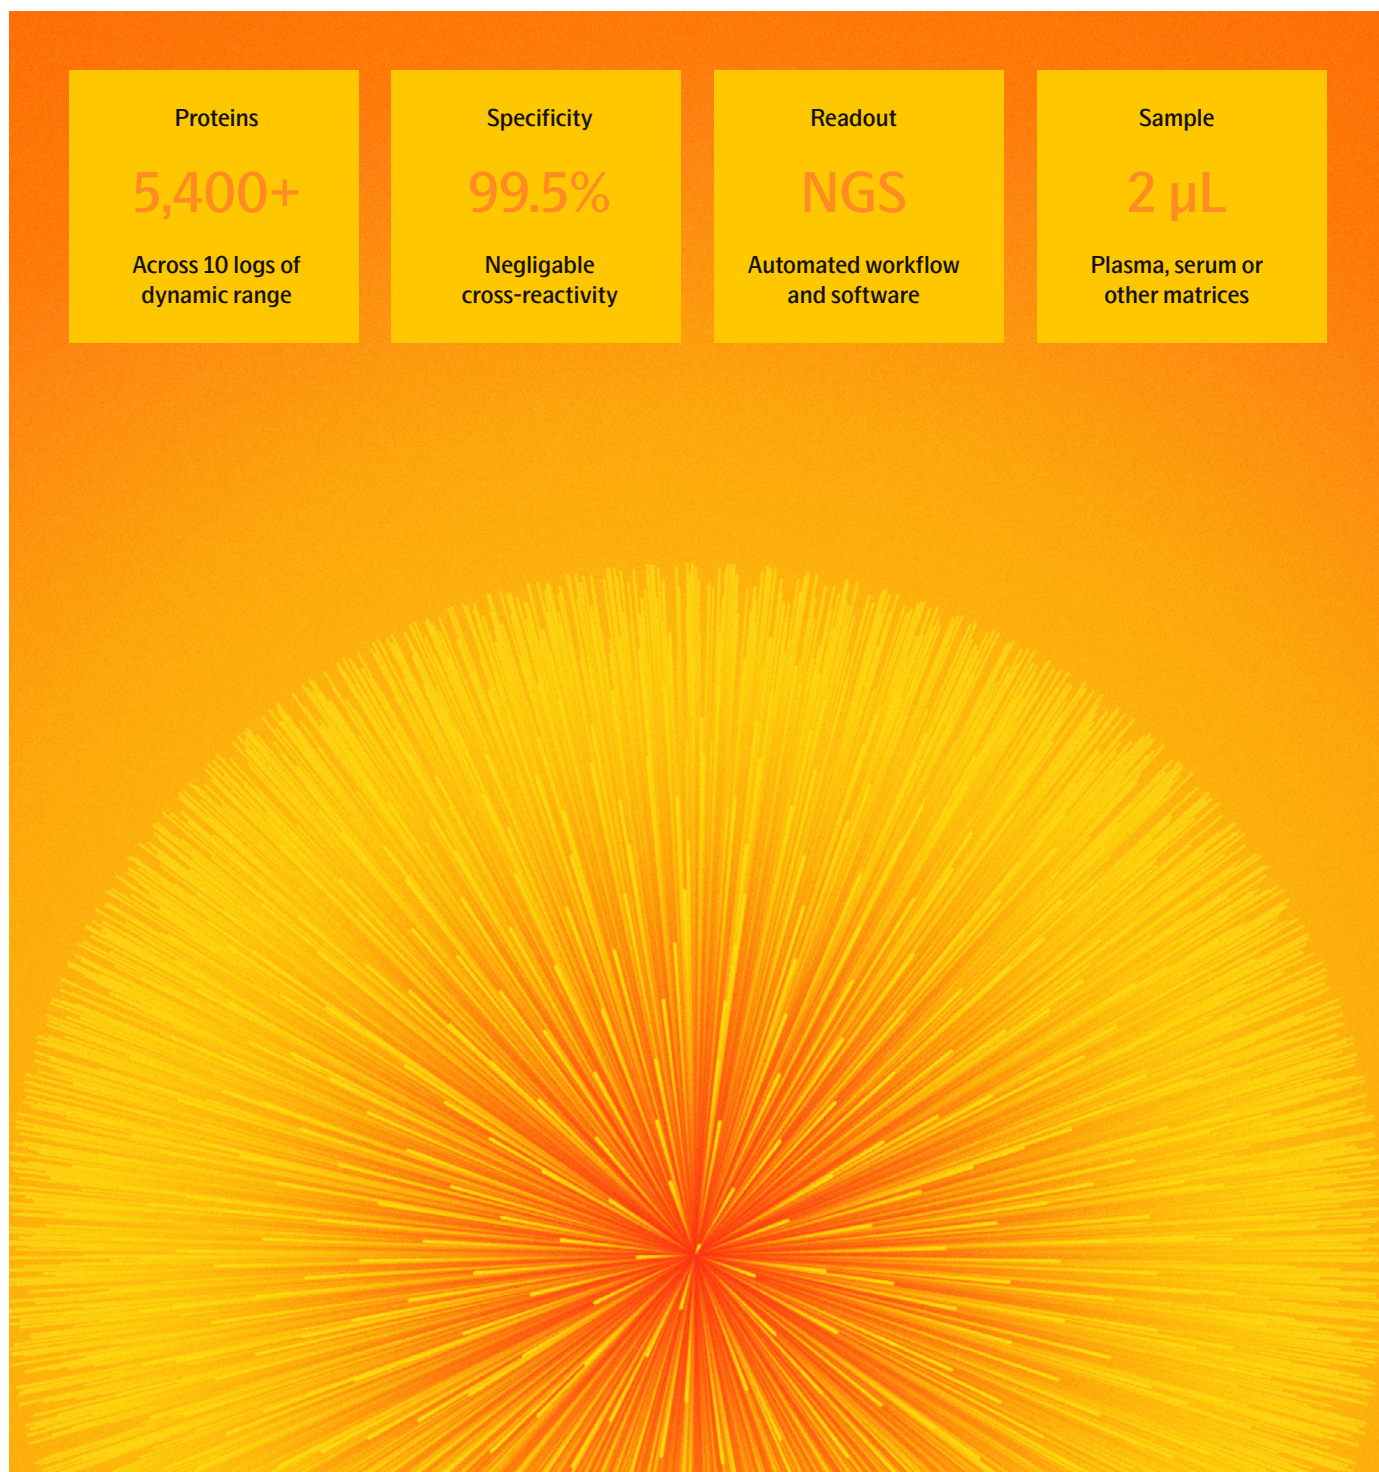 Proteins
5,400+
Across 10 logs of
dynamic range
Specificity
99.5%
Negligable
cross-reactivity
Readout
NGS
Automated workflow
and software
Sample
2 µL
Plasma, serum or
other matrices